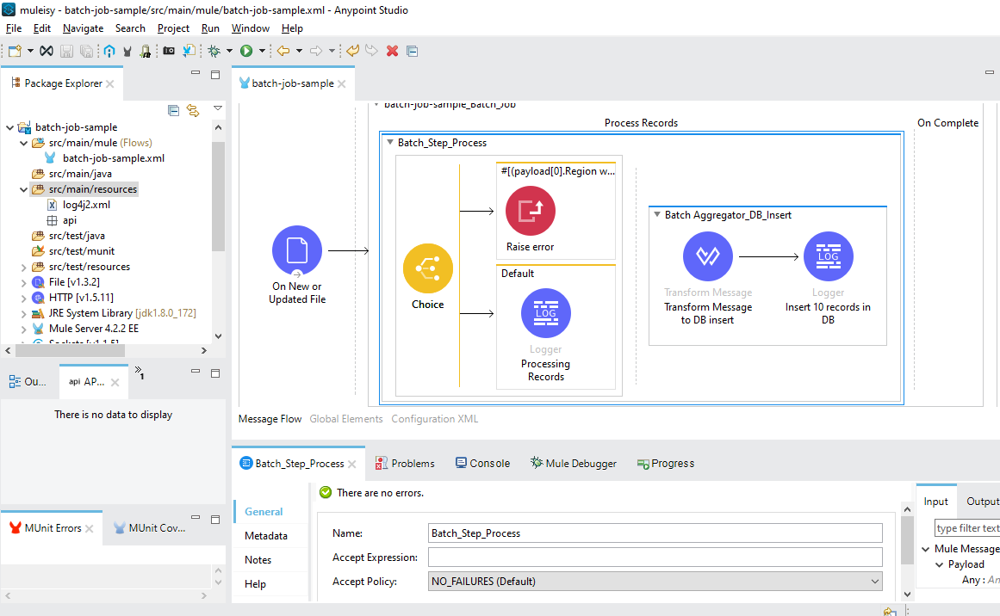 muleisy - batch-job-sample/src/main/mule/batch-job-sample.xml - Anypoint Studio
File Edit Navigate Search Project Run Window Help
Package Explorer
batch-job-sample
src/main/mule (Flows)
batch-job-sample.xml
src/main/java
src/main/resources
log4j2.xml
api
src/test/java
src/test/munit
src/test/resources
File [v1.3.2]
HTTP [v1.5.11]
JRE System Library [jdk1.8.0_172]
Mule Server 4.2.2 EE
Sockets [v1.1.5]
Ou...
api AP...
1
There is no data to display
MUnit Errors
MUnit Cov...
batch-job-sample
batch-job-sample_Batch_Job
Process Records
On Complete
Batch_Step_Process
On New or
Updated File
Choice
#[(payload[0].Region w...
Raise error
Default
LOG
Logger
Processing
Records
Batch Aggregator_DB_Insert
Transform Message
Transform Message
to DB insert
LOG
Logger
Insert 10 records in
DB
Message Flow Global Elements Configuration XML
Batch_Step_Process
Problems
Console
Mule Debugger
Progress
There are no errors.
General
Metadata
Notes
Help
Name: Batch_Step_Process
Accept Expression:
Accept Policy: NO_FAILURES (Default)
Input Output
type filter text
Mule Message
Payload
Any : An